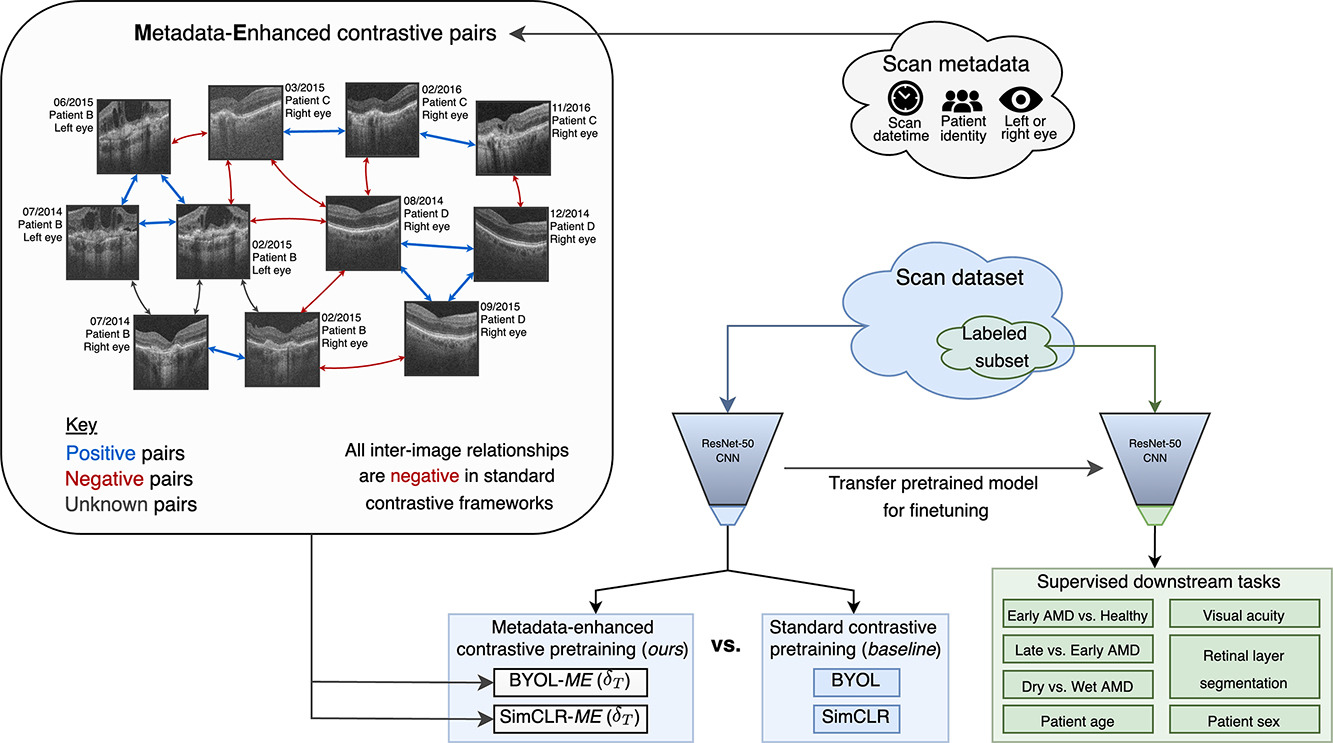 Metadata-Enhanced contrastive pairs
06/2015
Patient B
Left eye
03/2015
Patient C
Right eye
02/2016
Patient C
Right eye
11/2016
Patient C
Right eye
07/2014
Patient B
Left eye
02/2015
Patient B
Left eye
08/2014
Patient D
Right eye
12/2014
Patient D
Right eye
07/2014
Patient B
Right eye
02/2015
Patient B
Right eye
09/2015
Patient D
Right eye
Key
Positive pairs
Negative pairs
Unknown pairs
All inter-image relationships
are negative in standard
contrastive frameworks
Scan metadata
Scan
datetime
Patient
identity
Left or
right eye
Scan dataset
Labeled
subset
ResNet-50
CNN
Transfer pretrained model
for finetuning
ResNet-50
CNN
Metadata-enhanced
contrastive pretraining (ours)
BYOL-ME (δT)
SimCLR-ME (δT)
vs.
Standard contrastive
pretraining (baseline)
BYOL
SimCLR
Supervised downstream tasks
Early AMD vs. Healthy
Late vs. Early AMD
Dry vs. Wet AMD
Patient age
Visual acuity
Retinal layer
segmentation
Patient sex